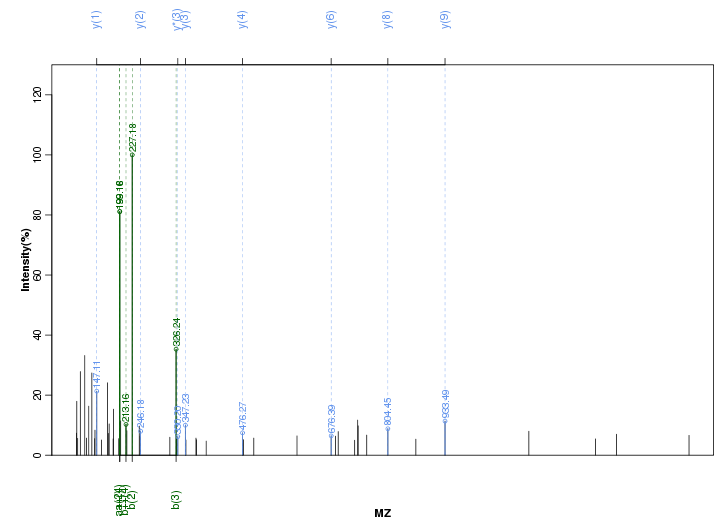 y(1)
y(2)
y*(3)
y(3)
y(4)
y(6)
y(8)
y(9)
120
100
80
60
40
20
0
Intensity(%)
147.11
199.18
213.16
227.18
246.18
326.24
347.23
476.27
676.39
804.45
933.49
b(2)
b(3)
MZ